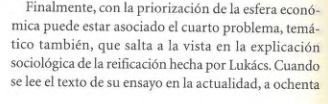 Finalmente, con la priorización de la esfera econó-
mica puede estar asociado el cuarto problema, temá-
tico también, que salta a la vista en la explicación
sociológica de la reificación hecha por Lukács. Cuando
se lee el texto de su ensayo en la actualidad, a ochenta